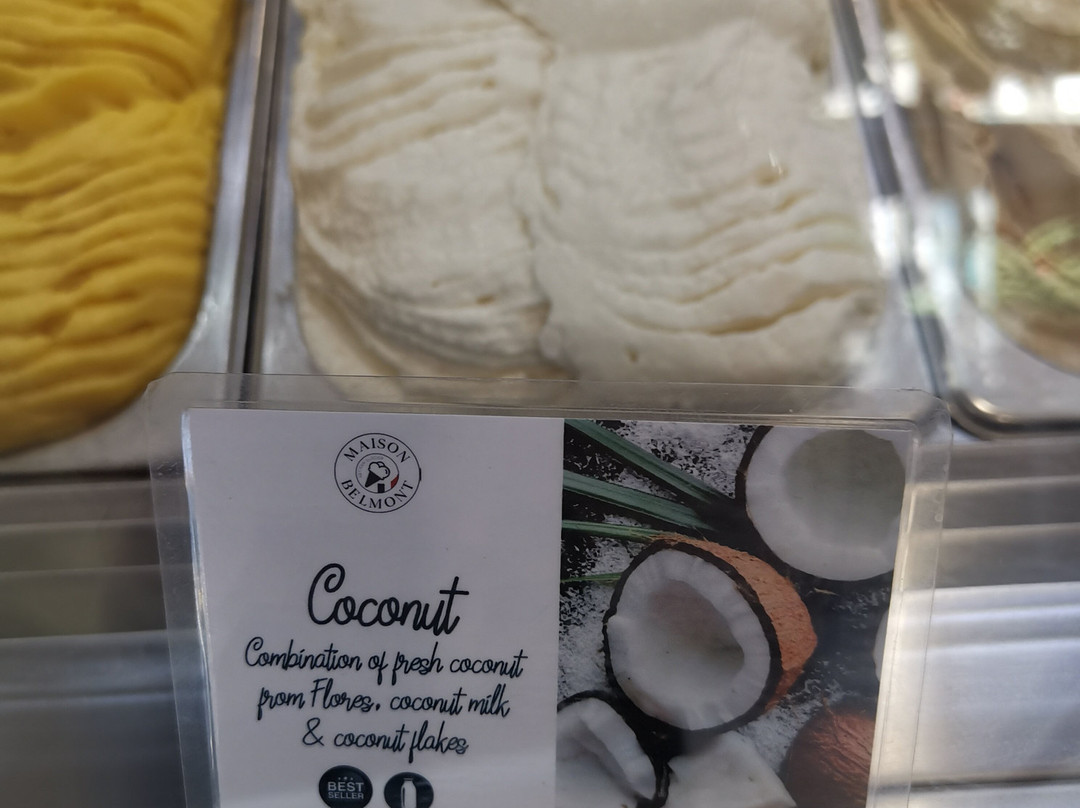 MAISON
BELMONT
Coconut
Combination of fresh coconut
from Flores, coconut milk
& coconut flakes
BEST
SELLER